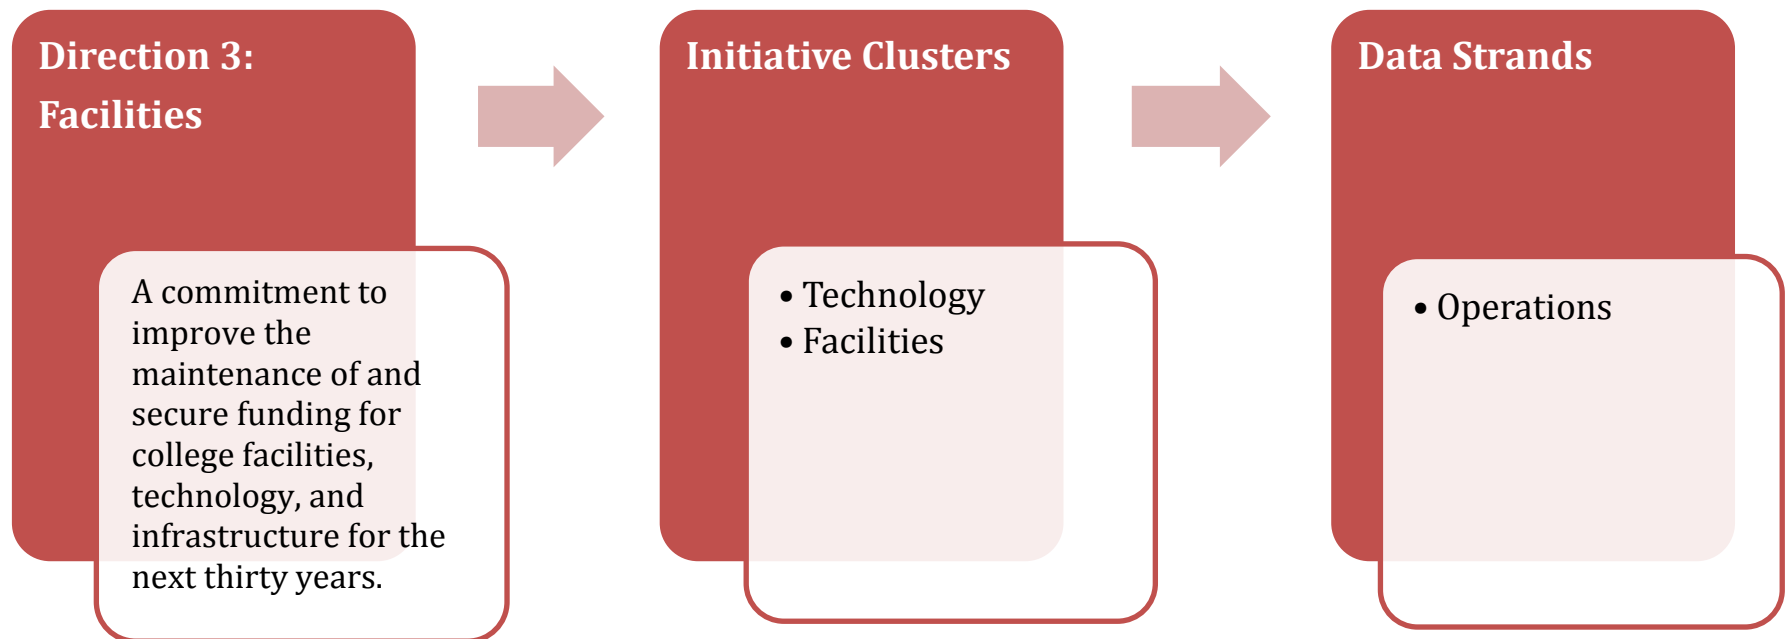 Direction 3:
Facilities
A commitment to
improve the
maintenance of and
secure funding for
college facilities,
technology, and
infrastructure for the
next thirty years.
Initiative Clusters
• Technology
• Facilities
Data Strands
• Operations